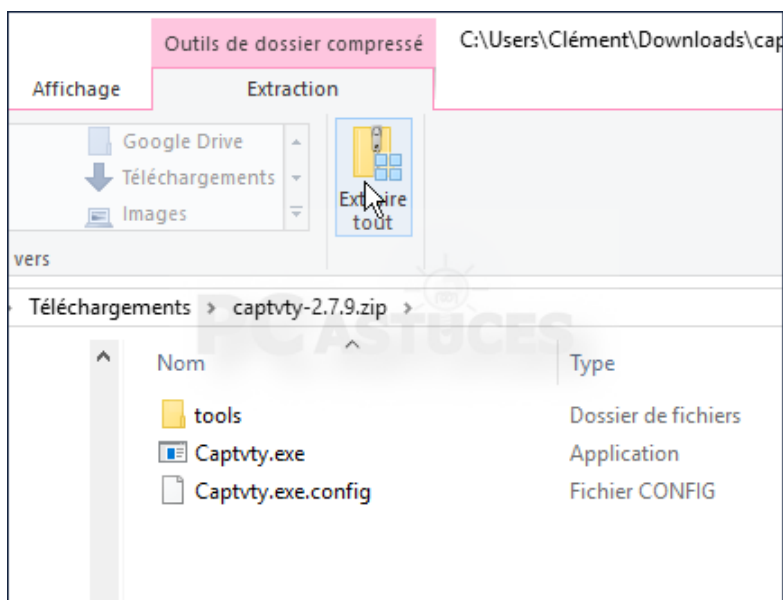 Outils de dossier compressé
C:\Users\Clément\Downloads\cap
Affichage
Extraction
Google Drive
Téléchargements
Images
Extraire
tout
vers
Téléchargements > captvty-2.7.9.zip >
PC ASTUCES
Nom
Type
tools
Dossier de fichiers
Captvty.exe
Application
Captvty.exe.config
Fichier CONFIG